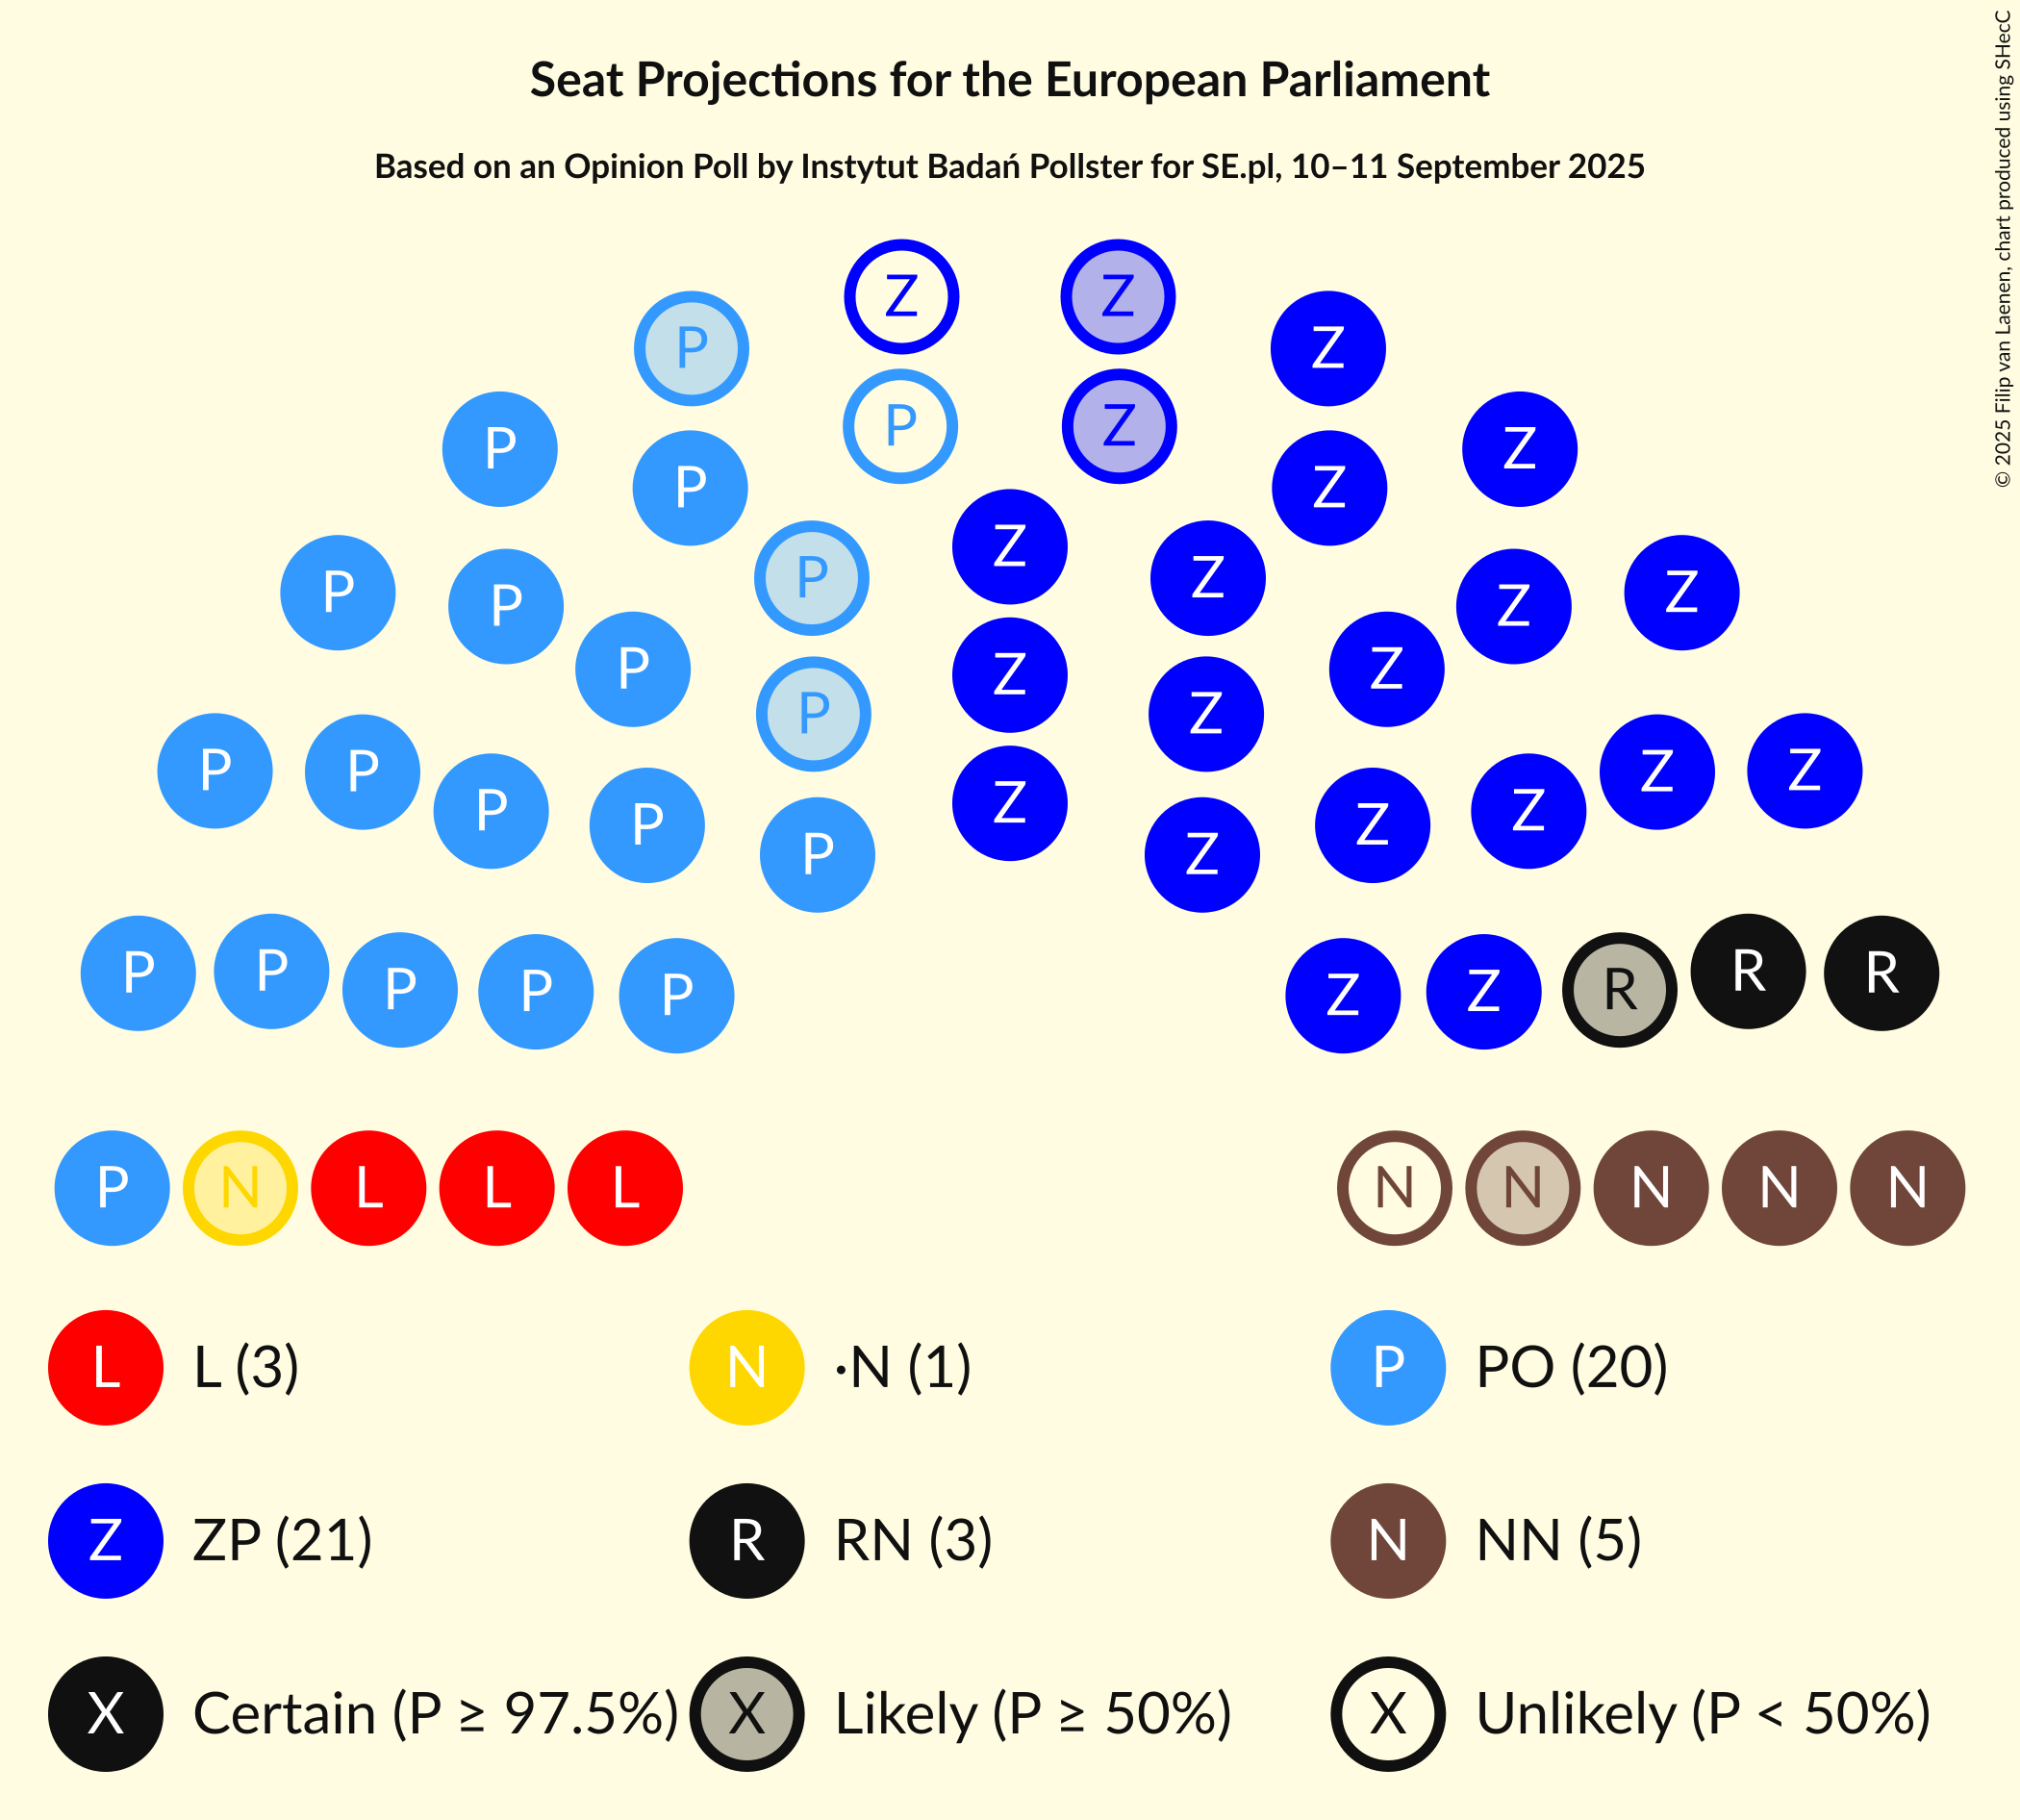 Seat Projections for the European Parliament
Based on an Opinion Poll by Instytut Badań Pollster for SE.pl, 10–11 September 2025
© 2025 Filip van Laenen, chart produced using SHecC
Z Z
P Z
P Z
P Z
P Z
P Z
Z
P Z
P Z
P Z
P Z
Z
P Z
P Z
P P Z Z
P Z
P Z
Z
P Z
P P R R
P P Z R
P Z
P N L L L N N N N N
L L (3) N ·N (1) P PO (20)
Z ZP (21) R RN (3) N NN (5)
X Certain (P ≥ 97.5%) X Likely (P ≥ 50%) X Unlikely (P < 50%)